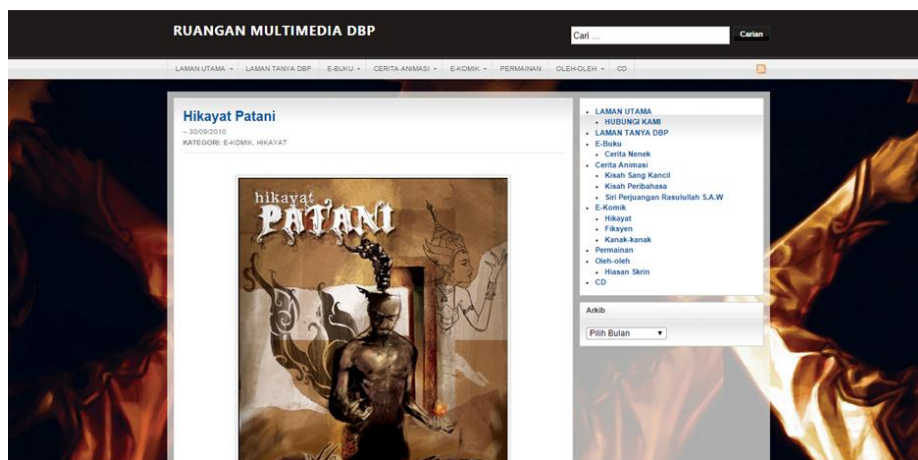 RUANGAN MULTIMEDIA DBP
Cari ...
Carian
LAMAN UTAMA
LAMAN TANYA DBP
E-BUKU
CERITA ANIMASI
E-KOMIK
PERMAINAN
OLEH-OLEH
CD
Hikayat Patani
– 30/09/2010
KATEGORI: E-KOMIK, HIKAYAT
hikayat
PATANI
LAMAN UTAMA
HUBUNGI KAMI
LAMAN TANYA DBP
E-Buku
Cerita Nenek
Cerita Animasi
Kisah Sang Kancil
Kisah Peribahasa
Siri Perjuangan Rasulullah S.A.W
E-Komik
Hikayat
Fiksyen
Kanak-kanak
Permainan
Oleh-oleh
Hiasan Skrin
CD
Arkib
Pilih Bulan